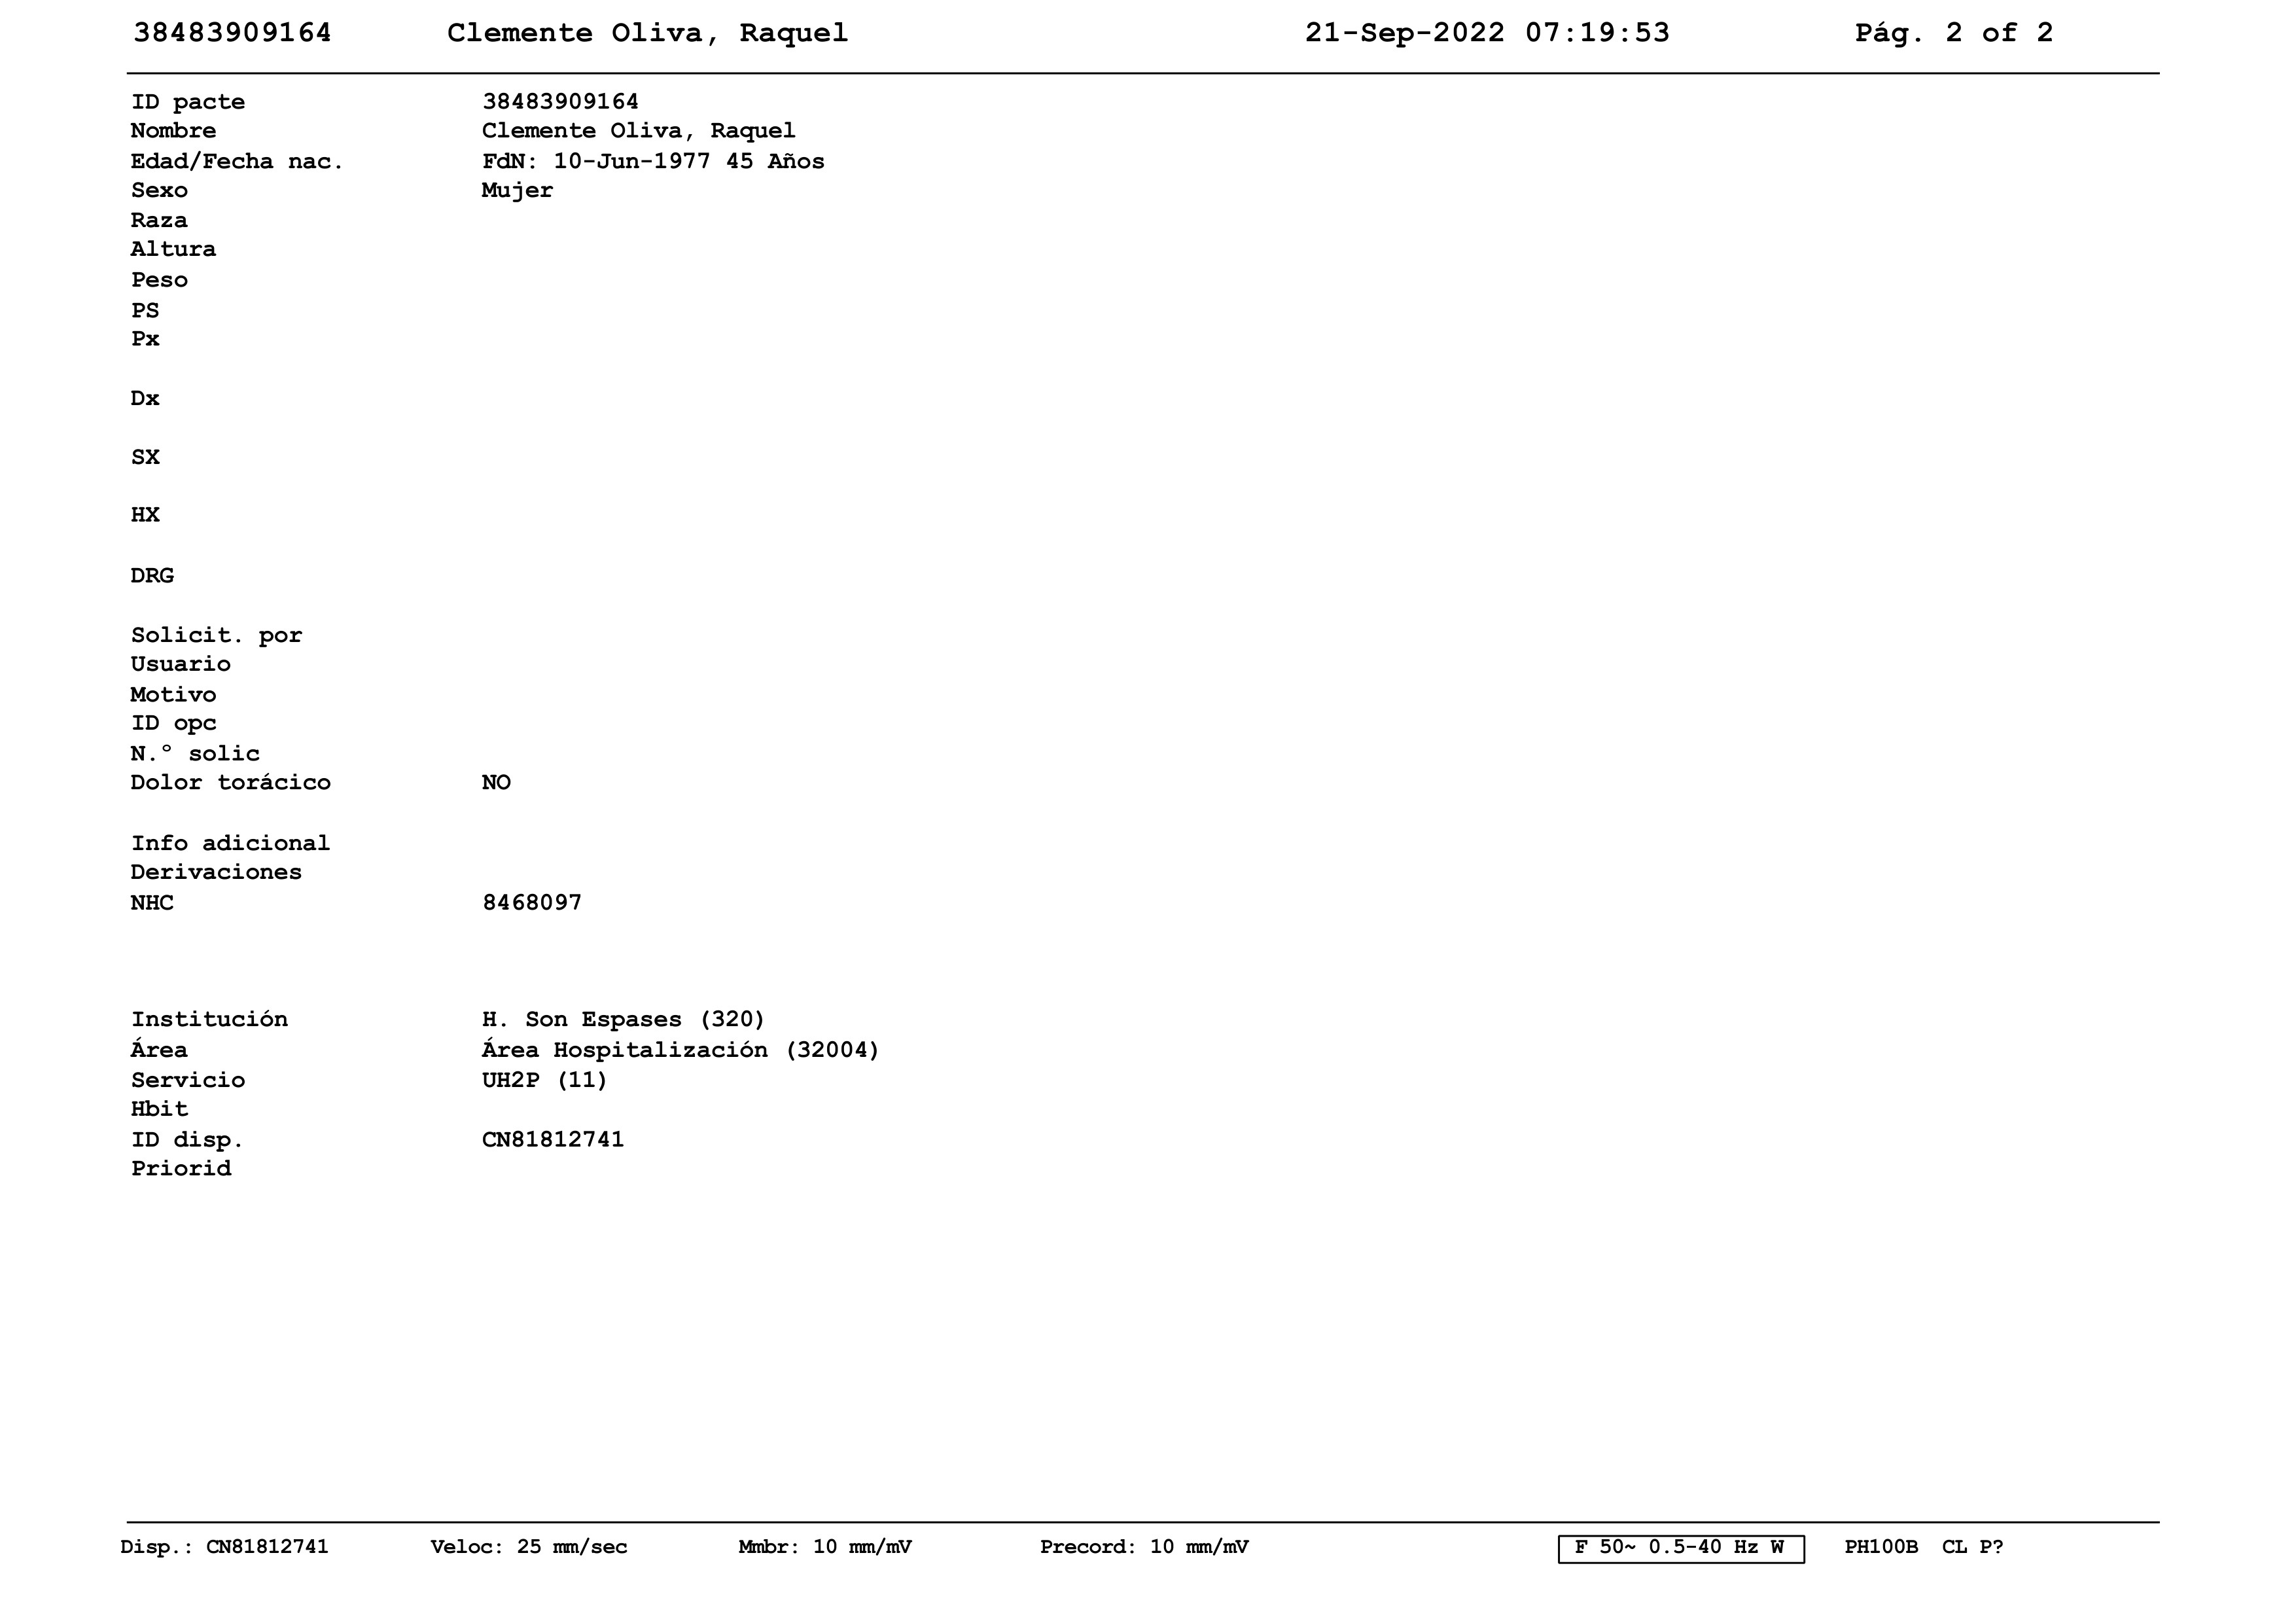 38483909164 Clemente Oliva, Raquel 21-Sep-2022 07:19:53 Pág. 2 of 2
ID pacte 38483909164
Nombre Clemente Oliva, Raquel
Edad/Fecha nac. FdN: 10-Jun-1977 45 Años
Sexo Mujer
Raza
Altura
Peso
PS
Px
Dx
SX
HX
DRG
Solicit. por
Usuario
Motivo
ID opc
N.º solic
Dolor torácico NO
Info adicional
Derivaciones
NHC 8468097
Institución H. Son Espases (320)
Área Área Hospitalización (32004)
Servicio UH2P (11)
Hbit
ID disp. CN81812741
Priorid
Disp.: CN81812741 Veloc: 25 mm/sec Mmbr: 10 mm/mV Precord: 10 mm/mV F 50~ 0.5-40 Hz W PH100B CL P?